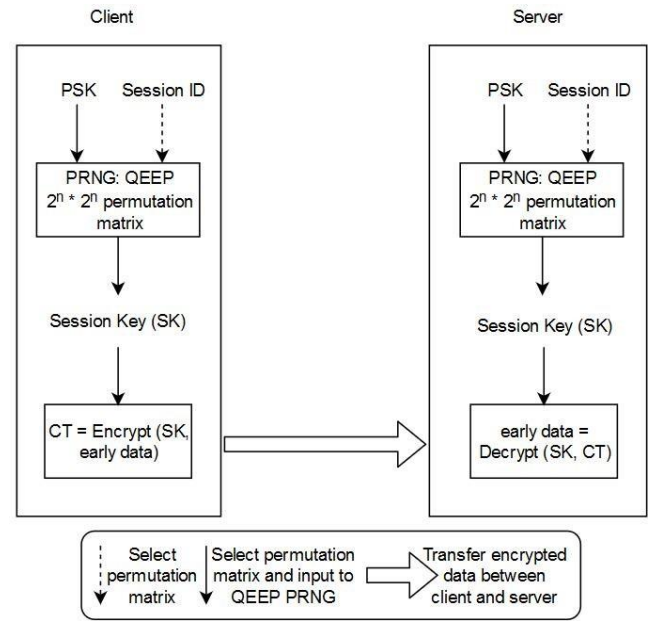 Client
PSK Session ID
PRNG: QEEP
2ⁿ * 2ⁿ permutation
matrix
Session Key (SK)
CT = Encrypt (SK,
early data)
Server
PSK Session ID
PRNG: QEEP
2ⁿ * 2ⁿ permutation
matrix
Session Key (SK)
early data =
Decrypt (SK, CT)
Select
permutation
matrix
Select permutation
matrix and input to
QEEP PRNG
Transfer encrypted
data between
client and server